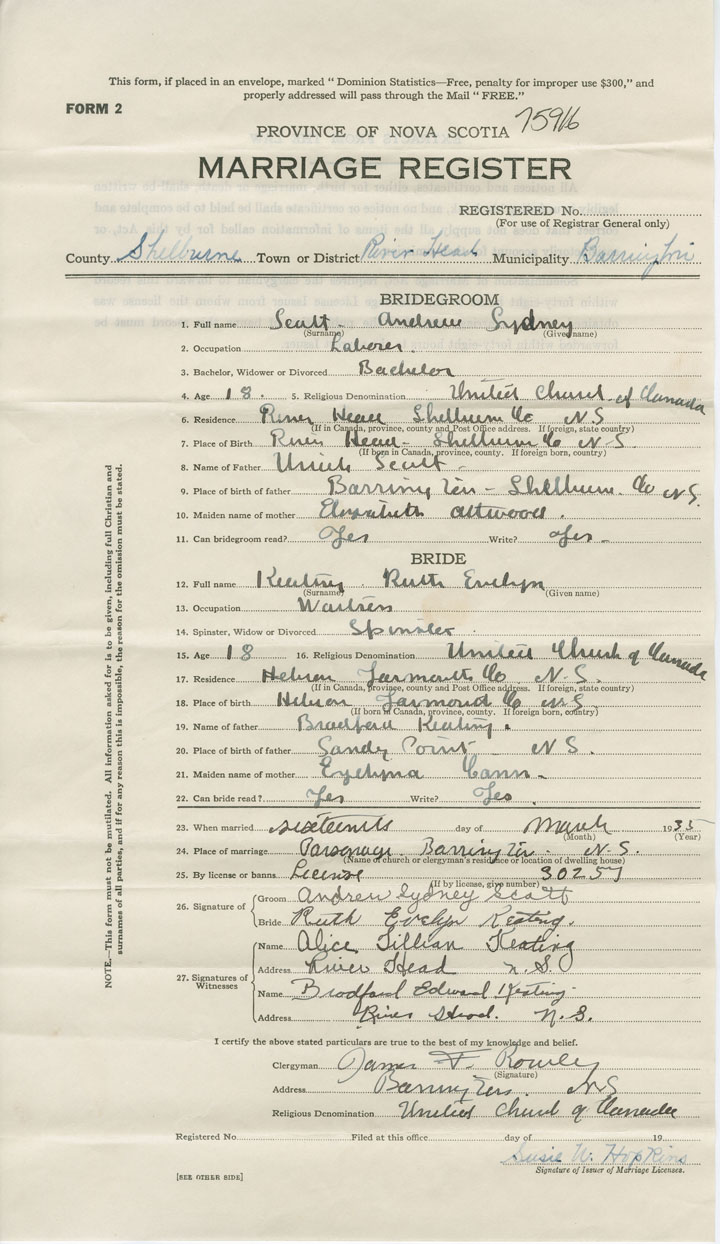 This form, if placed in an envelope, marked “ Dominion Statistics—Free, penalty for improper use $300,” and
properly addressed will pass through the Mail “ FREE.”
FORM 2
PROVINCE OF NOVA SCOTIA
MARRIAGE REGISTER
REGISTERED No.
(For use of Registrar General only)
County Shelburne Town or District River Head Municipality Barrington
BRIDEGROOM
1. Full name Scott - Andrew Sydney
(Surname) (Given name)
2. Occupation Laborer.
3. Bachelor, Widower or Divorced Bachelor
4. Age 18. 5. Religious Denomination United Church of Canada
6. Residence River Head Shelburne Co N S
(If in Canada, province, county and Post Office address. If foreign, state country)
7. Place of Birth River Head - Shelburne Co N S
(If born in Canada, province, county. If foreign born, country)
8. Name of Father Scott -
9. Place of birth of father Barrington - Shelburne. Co N S.
10. Maiden name of mother Elizabeth Attwood.
11. Can bridegroom read? Yes Write? Yes -
BRIDE
12. Full name Keating. Ruth Evelyn
(Surname) (Given name)
13. Occupation Waitress
14. Spinster, Widow or Divorced Spinster
15. Age 18 16. Religious Denomination United Church of Canada
17. Residence Hebron Yarmouth Co N-S.
(If in Canada, province, county and Post Office address. If foreign, state country)
18. Place of birth Hebron Yarmouth Co N.S.
(If born in Canada, province, county. If foreign born, country)
19. Name of father Bradford Keating.
20. Place of birth of father Sandy Point - N S.
21. Maiden name of mother Cann -
22. Can bride read? Yes Write? Yes.
23. When married sixteenth day of March 1935
(Month) (Year)
24. Place of marriage Parsonage Barrington. N.S.
(Name of church or clergyman's residence or location of dwelling house)
25. By license or banns License 30257
(If by license, give number)
26. Signature of
Groom Andrew Sydney Scott
Bride Ruth Evelyn Keating.
27. Signatures of Witnesses
Name Alice Lillian Keating
Address River Head N.S.
Name Bradford Edward Keating.
Address River Head. N.S.
I certify the above stated particulars are true to the best of my knowledge and belief.
Clergyman James F. Rowley
(Signature)
Address Barrington. N S
Religious Denomination United Church of Canada
Registered No. Filed at this office day of 19
Susie W. Hopkins
Signature of Issuer of Marriage Licenses.
[SEE OTHER SIDE]
NOTE.—This form must not be mutilated. All information asked for is to be given, including full Christian and
surnames of all parties, and if for any reason this is impossible, the reason for the omission must be stated.